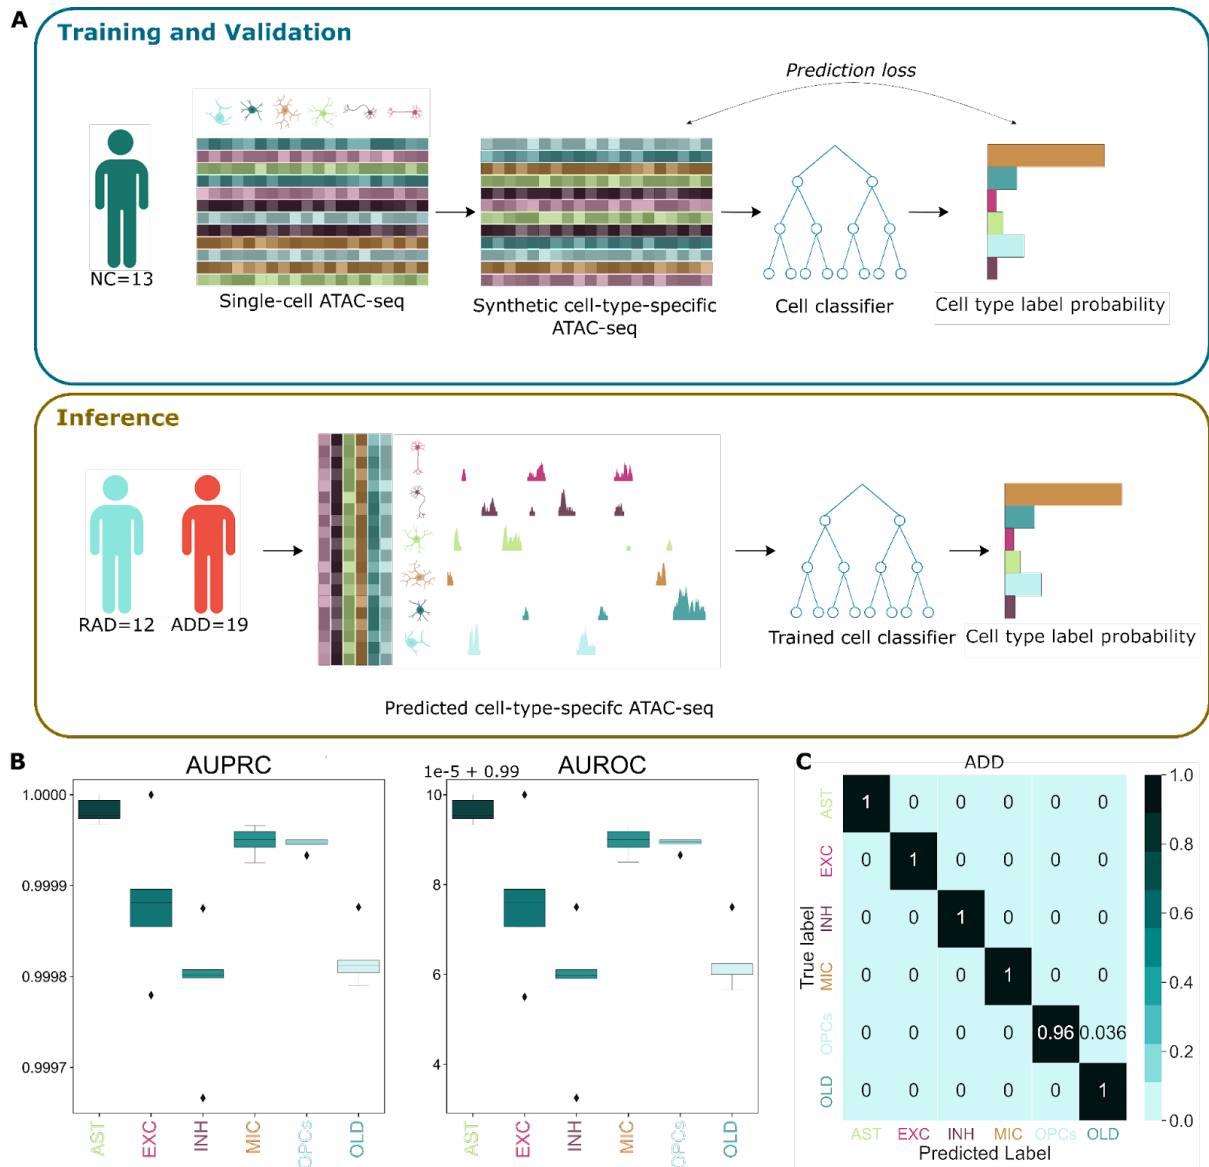 A
Training and Validation
Prediction loss
NC=13
Single-cell ATAC-seq
Synthetic cell-type-specific
ATAC-seq
Cell classifier
Cell type label probability
Inference
RAD=12
ADD=19
Predicted cell-type-specifc ATAC-seq
Trained cell classifier
Cell type label probability
B
AUPRC
1.0000
0.9999
0.9998
0.9997
AST
EXC
INH
MIC
OPCs
OLD
1e-5 + 0.99
AUROC
10
8
6
4
AST
EXC
INH
MIC
OPCs
OLD
C
ADD
True label
AST
1 0 0 0 0 0
EXC
0 1 0 0 0 0
INH
0 0 1 0 0 0
MIC
0 0 0 1 0 0
OPCs
0 0 0 0 0.96 0.036
OLD
0 0 0 0 0 1
AST EXC INH MIC OPCs OLD
Predicted Label
1.0
0.8
0.6
0.4
0.2
0.0